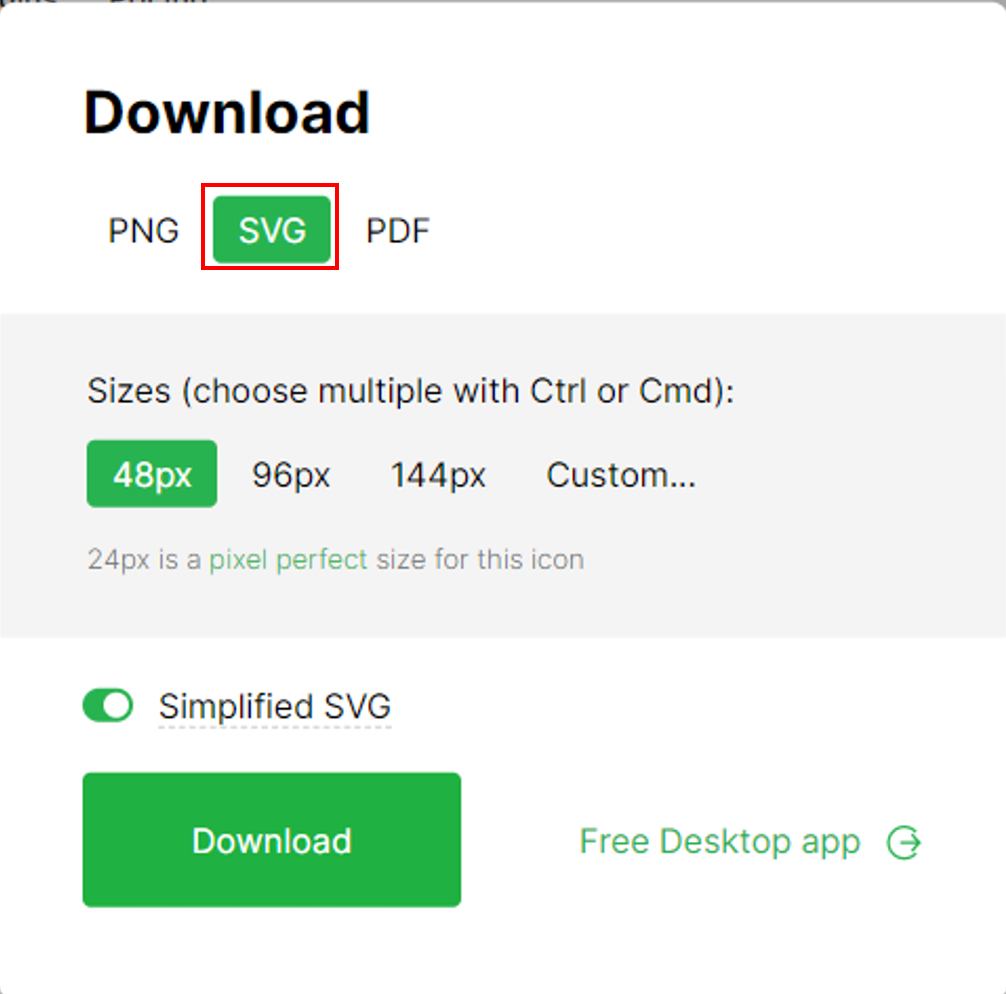 Download
PNG SVG PDF
Sizes (choose multiple with Ctrl or Cmd):
48px 96px 144px Custom...
24px is a pixel perfect size for this icon
Simplified SVG
Download Free Desktop app